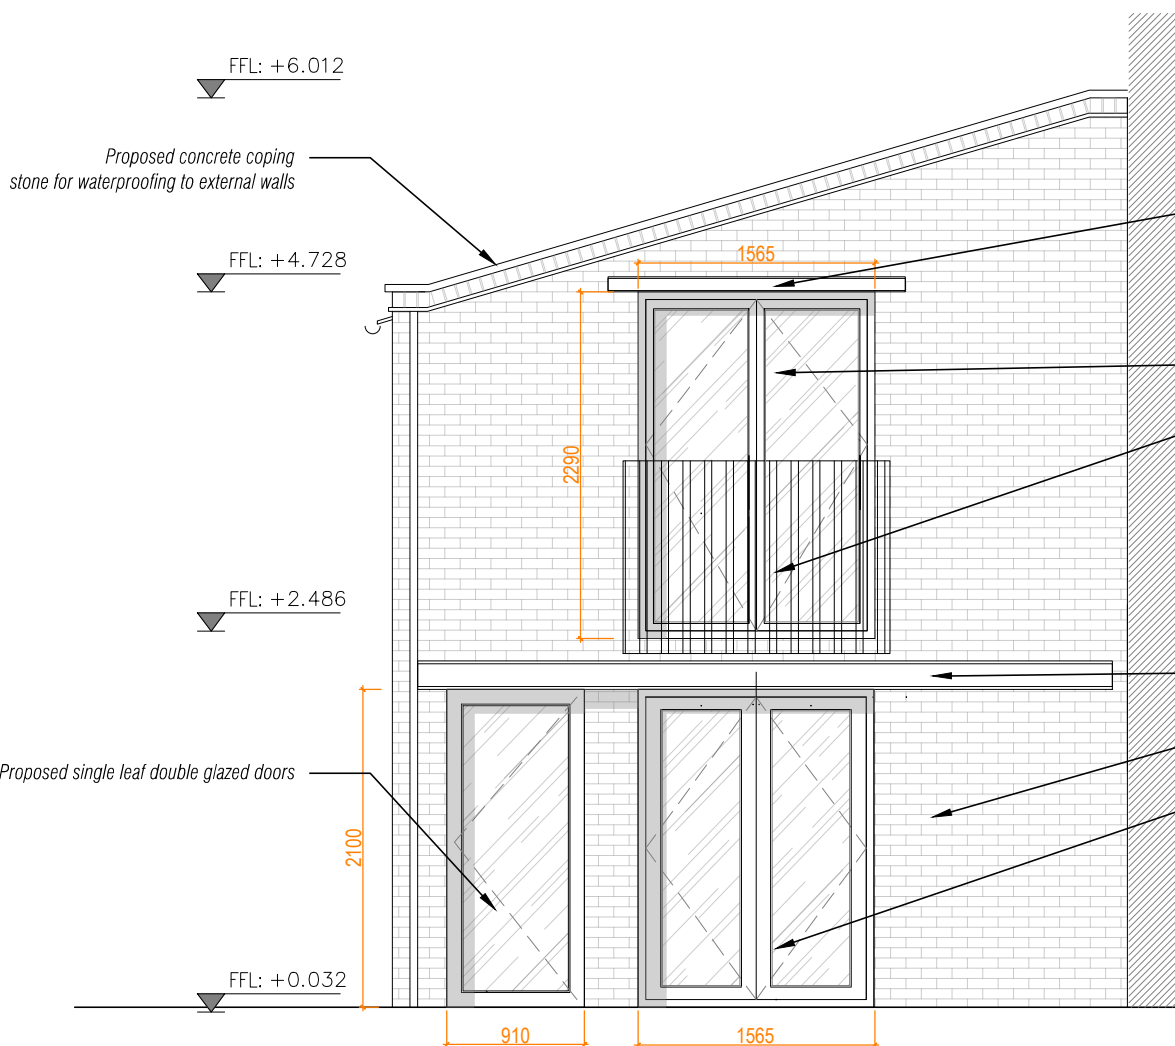 FFL: +6.012
Proposed concrete coping
stone for waterproofing to external walls
FFL: +4.728
1565
2290
FFL: +2.486
Proposed single leaf double glazed doors
2100
FFL: +0.032
910
1565